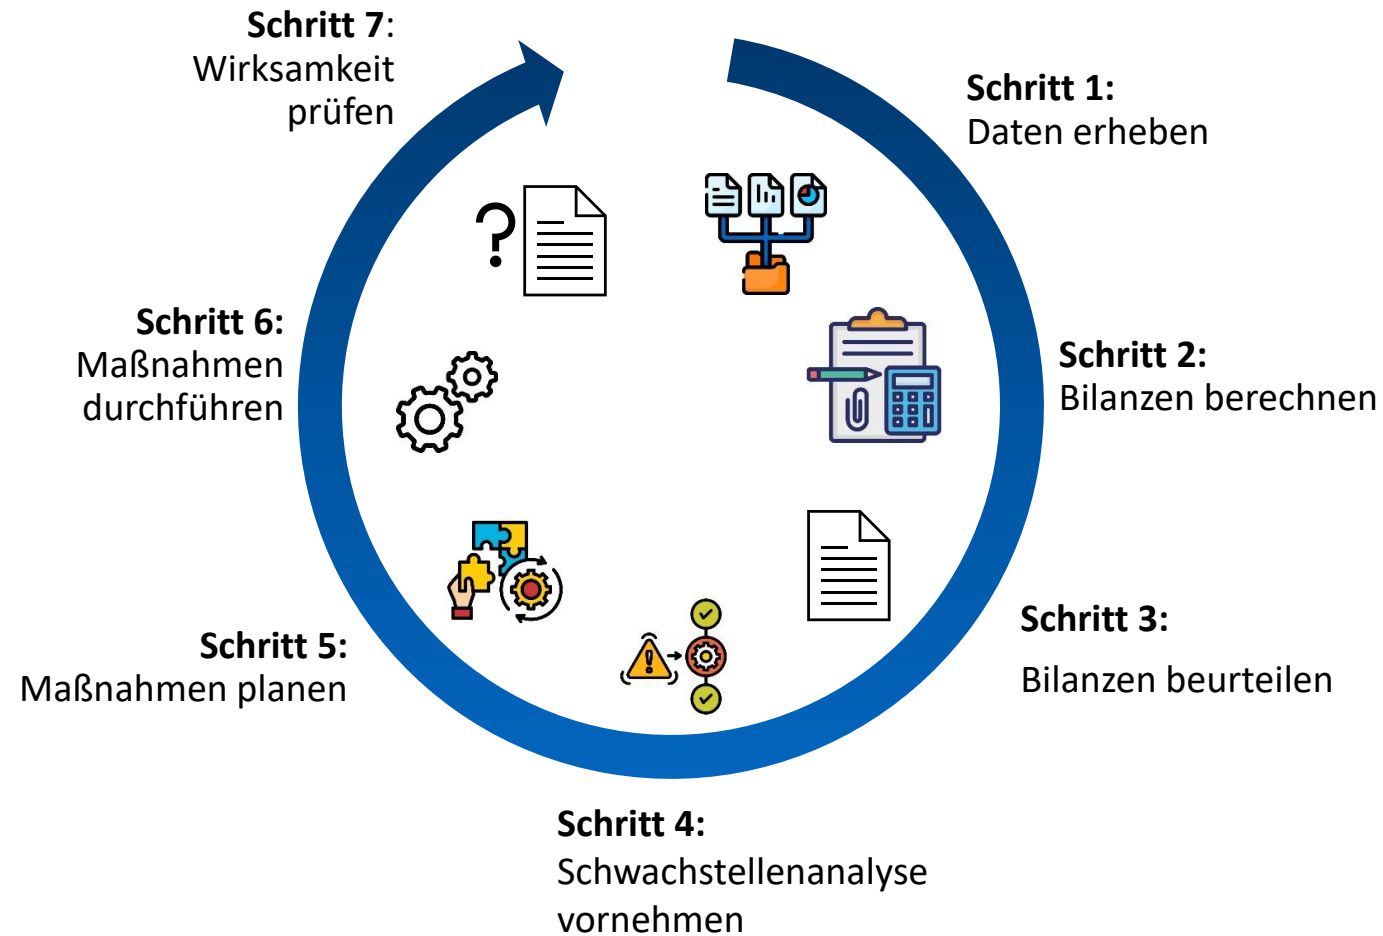 Schritt 1:
Daten erheben
Schritt 2:
Bilanzen berechnen
Schritt 3:
Bilanzen beurteilen
Schritt 4:
Schwachstellenanalyse
vornehmen
Schritt 5:
Maßnahmen planen
Schritt 6:
Maßnahmen
durchführen
Schritt 7:
Wirksamkeit
prüfen
?